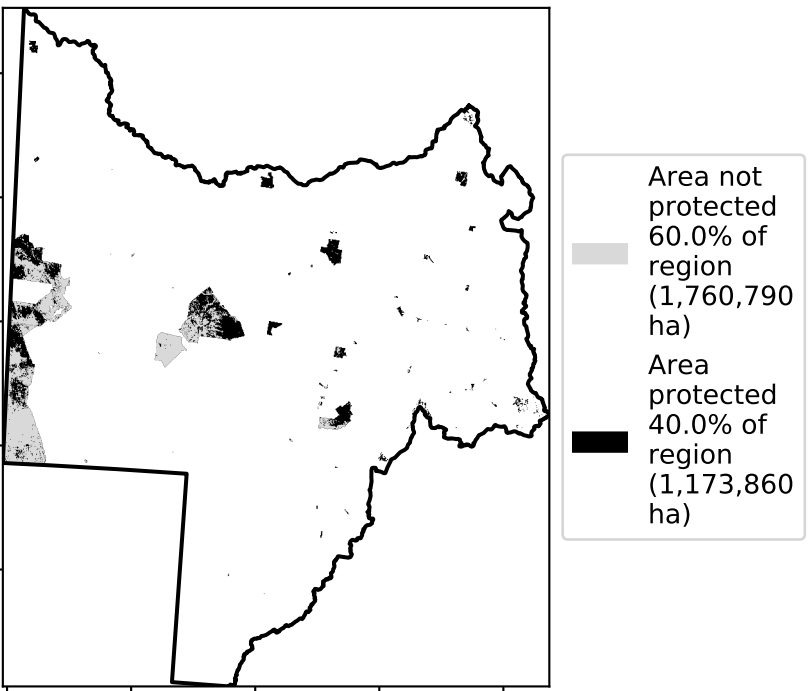 Area not
protected
60.0% of
region
(1,760,790
ha)
Area
protected
40.0% of
region
(1,173,860
ha)